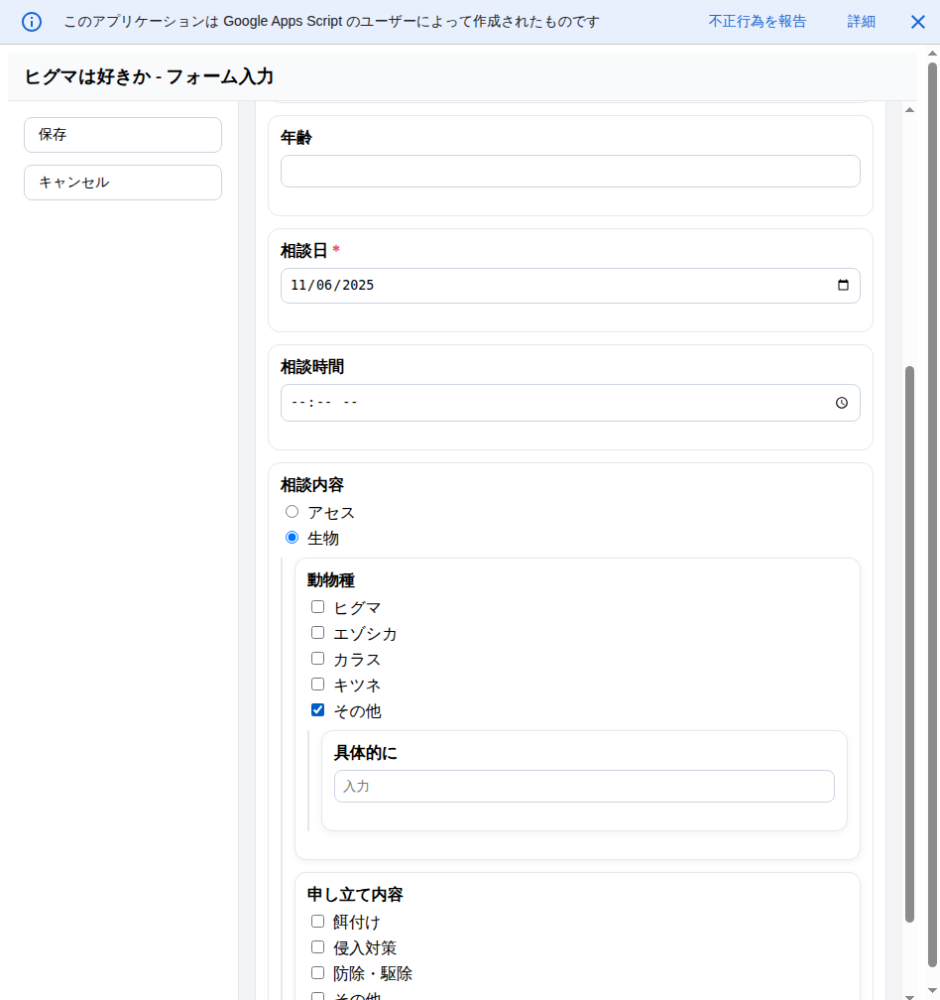 このアプリケーションは Google Apps Script のユーザーによって作成されたものです
不正行為を報告
詳細
ヒグマは好きか - フォーム入力
保存
キャンセル
年齢
相談日 *
11/06/2025
相談時間
--:-- --
相談内容
アセス
生物
動物種
ヒグマ
エゾシカ
カラス
キツネ
その他
具体的に
入力
申し立て内容
餌付け
侵入対策
防除・駆除
その他